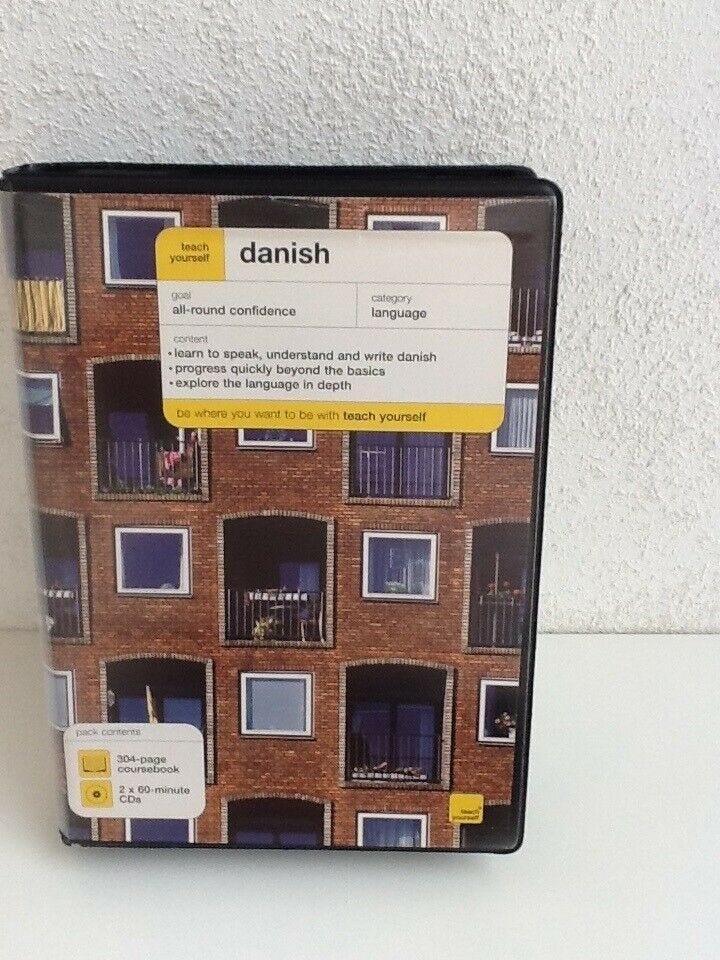 teach
yourself
danish
goal
all-round confidence
category
language
content
• learn to speak, understand and write danish
• progress quickly beyond the basics
• explore the language in depth
be where you want to be with teach yourself
pack contents
304-page
coursebook
2 x 60-minute
CDs
teach
yourself